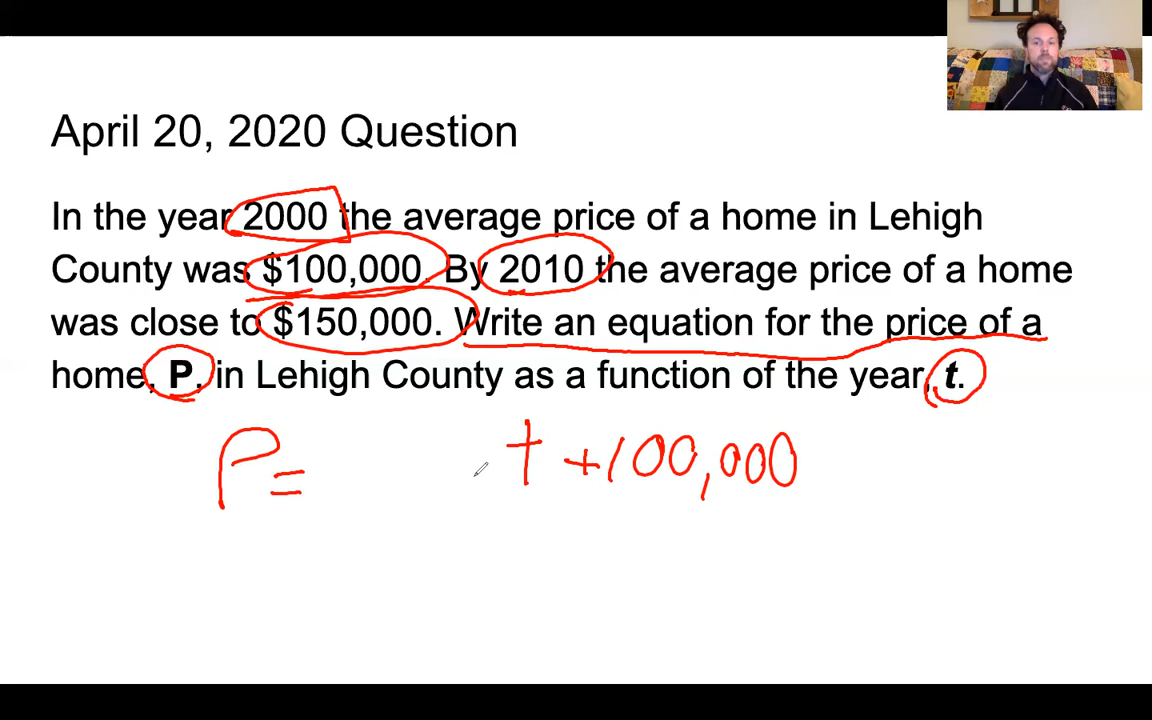 April 20, 2020 Question
In the year 2000 the average price of a home in Lehigh
County was $100,000. By 2010 the average price of a home
was close to $150,000. Write an equation for the price of a
home, P, in Lehigh County as a function of the year, t.
P= t +100,000